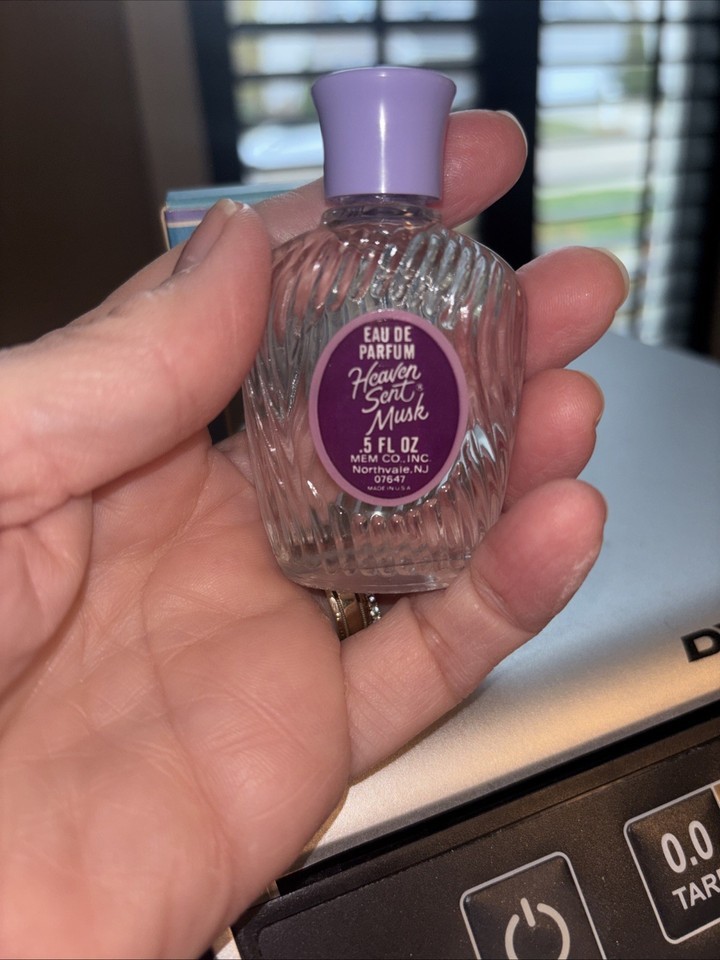 EAU DE
PARFUM
Heaven
Sent®
Musk
.5 FL OZ
MEM CO., INC.
Northvale, NJ
07647
MADE IN U.S.A.
0.0